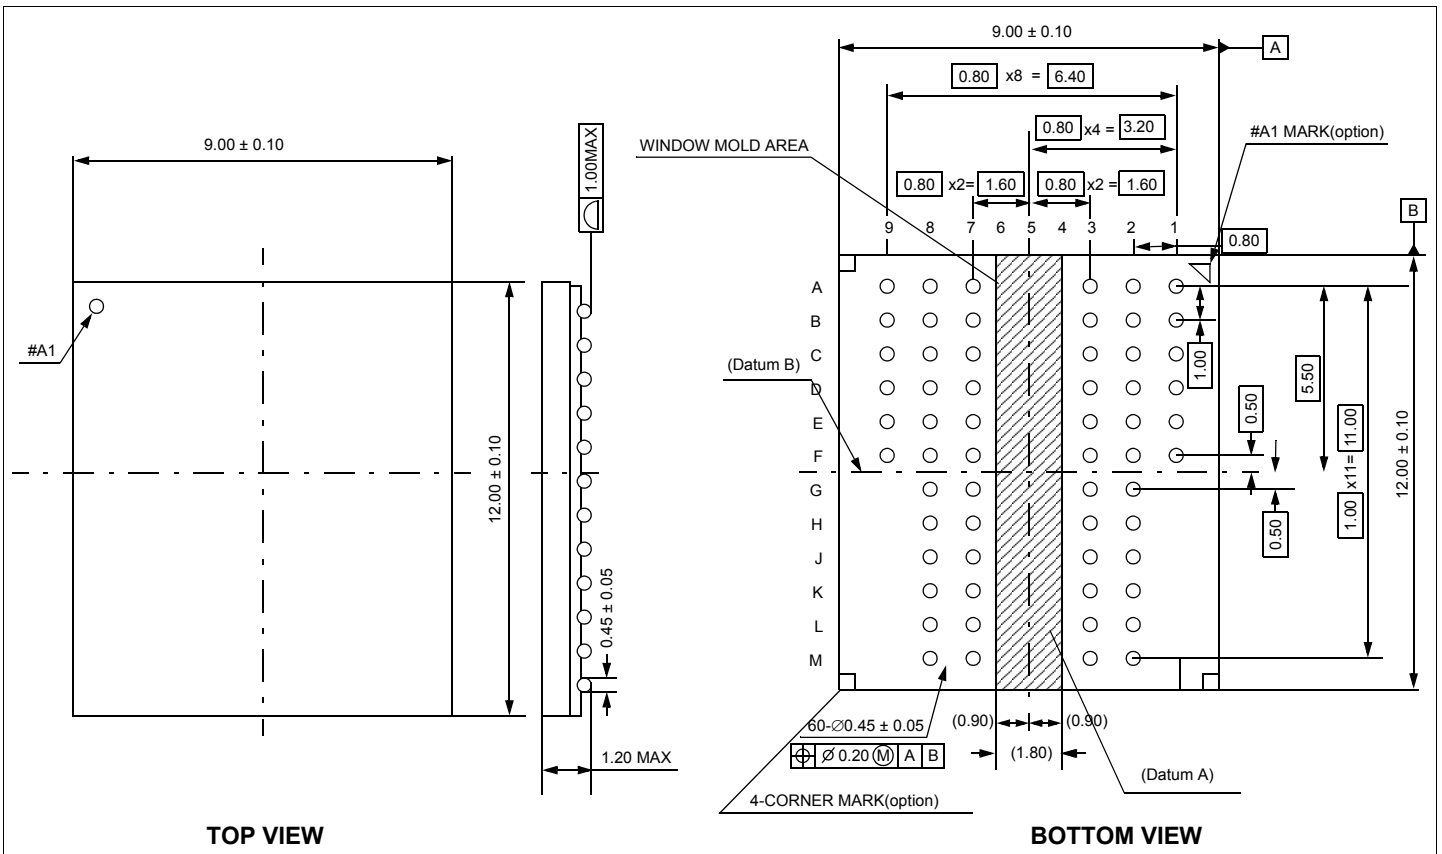 9.00 ± 0.10
1.00MAX
#A1
12.00 ± 0.10
0.45 ± 0.05
1.20 MAX
TOP VIEW
9.00 ± 0.10
A
0.80 x8 = 6.40
0.80 x4 = 3.20
#A1 MARK(option)
WINDOW MOLD AREA
0.80 x2= 1.60
0.80 x2 = 1.60
B
9 8 7 6 5 4 3 2 1
0.80
A
B
C
D
E
F
G
H
J
K
L
M
(Datum B)
1.00
5.50
0.50
0.50
1.00 x11= 11.00
12.00 ± 0.10
60-∅0.45 ± 0.05
⌖ ∅ 0.20 Ⓜ A B
(0.90)
(0.90)
(1.80)
(Datum A)
4-CORNER MARK(option)
BOTTOM VIEW